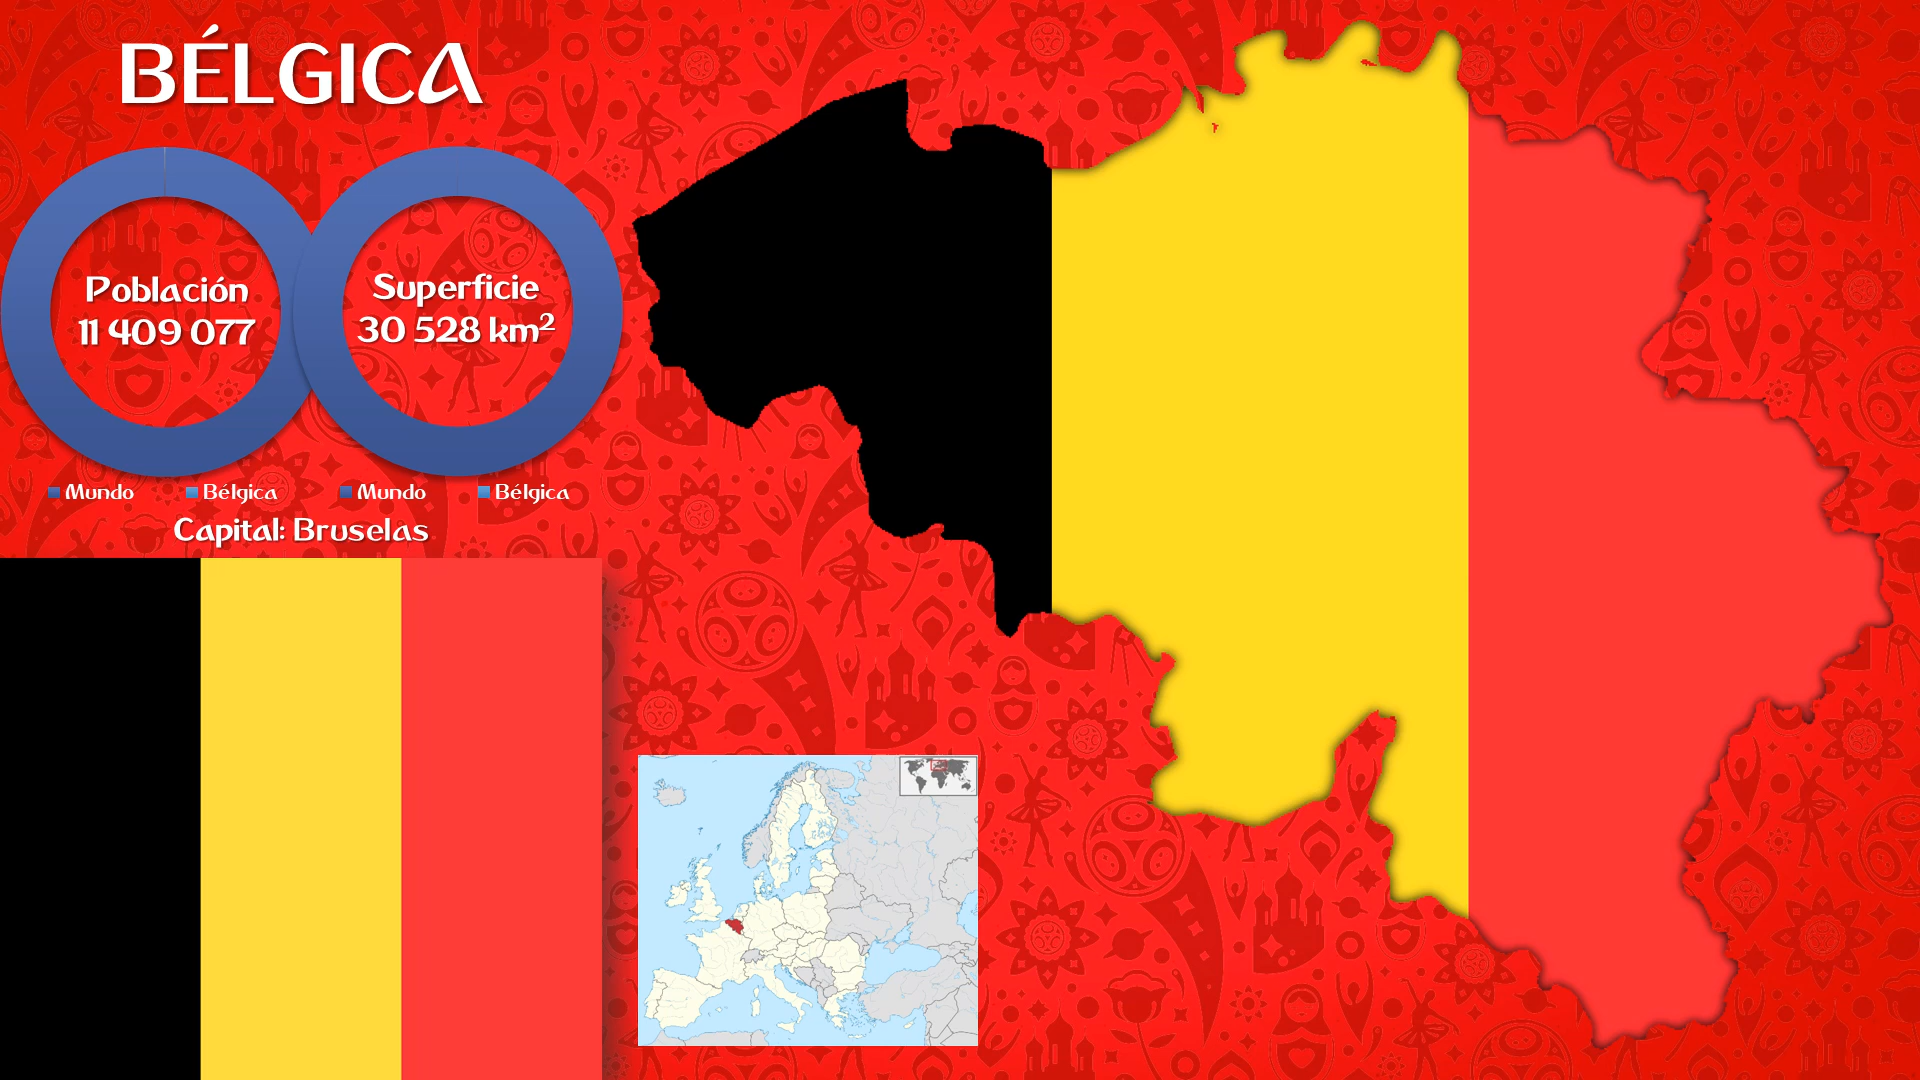 BÉLGICA
Población
11 409 077
Superficie
30 528 km²
Mundo Bélgica
Mundo Bélgica
Capital: Bruselas